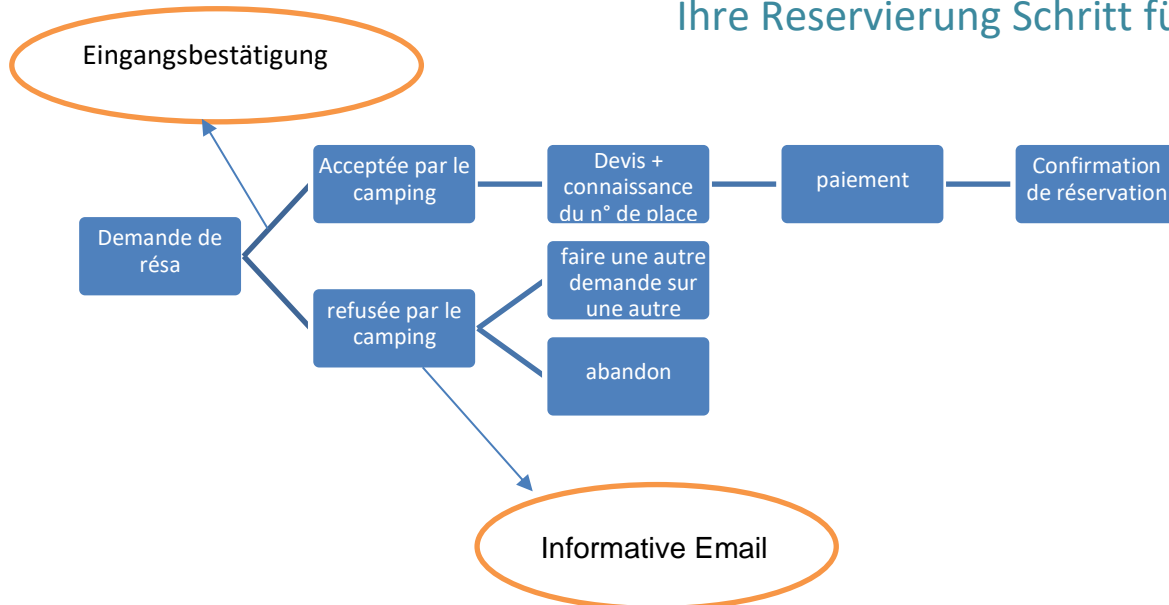 Ihre Reservierung Schritt fü
Eingangsbestätigung
Acceptée par le
camping
Devis +
connaissance
du n° de place
paiement
Confirmation
de réservation
Demande de
résa
faire une autre
demande sur
une autre
refusée par le
camping
abandon
Informative Email